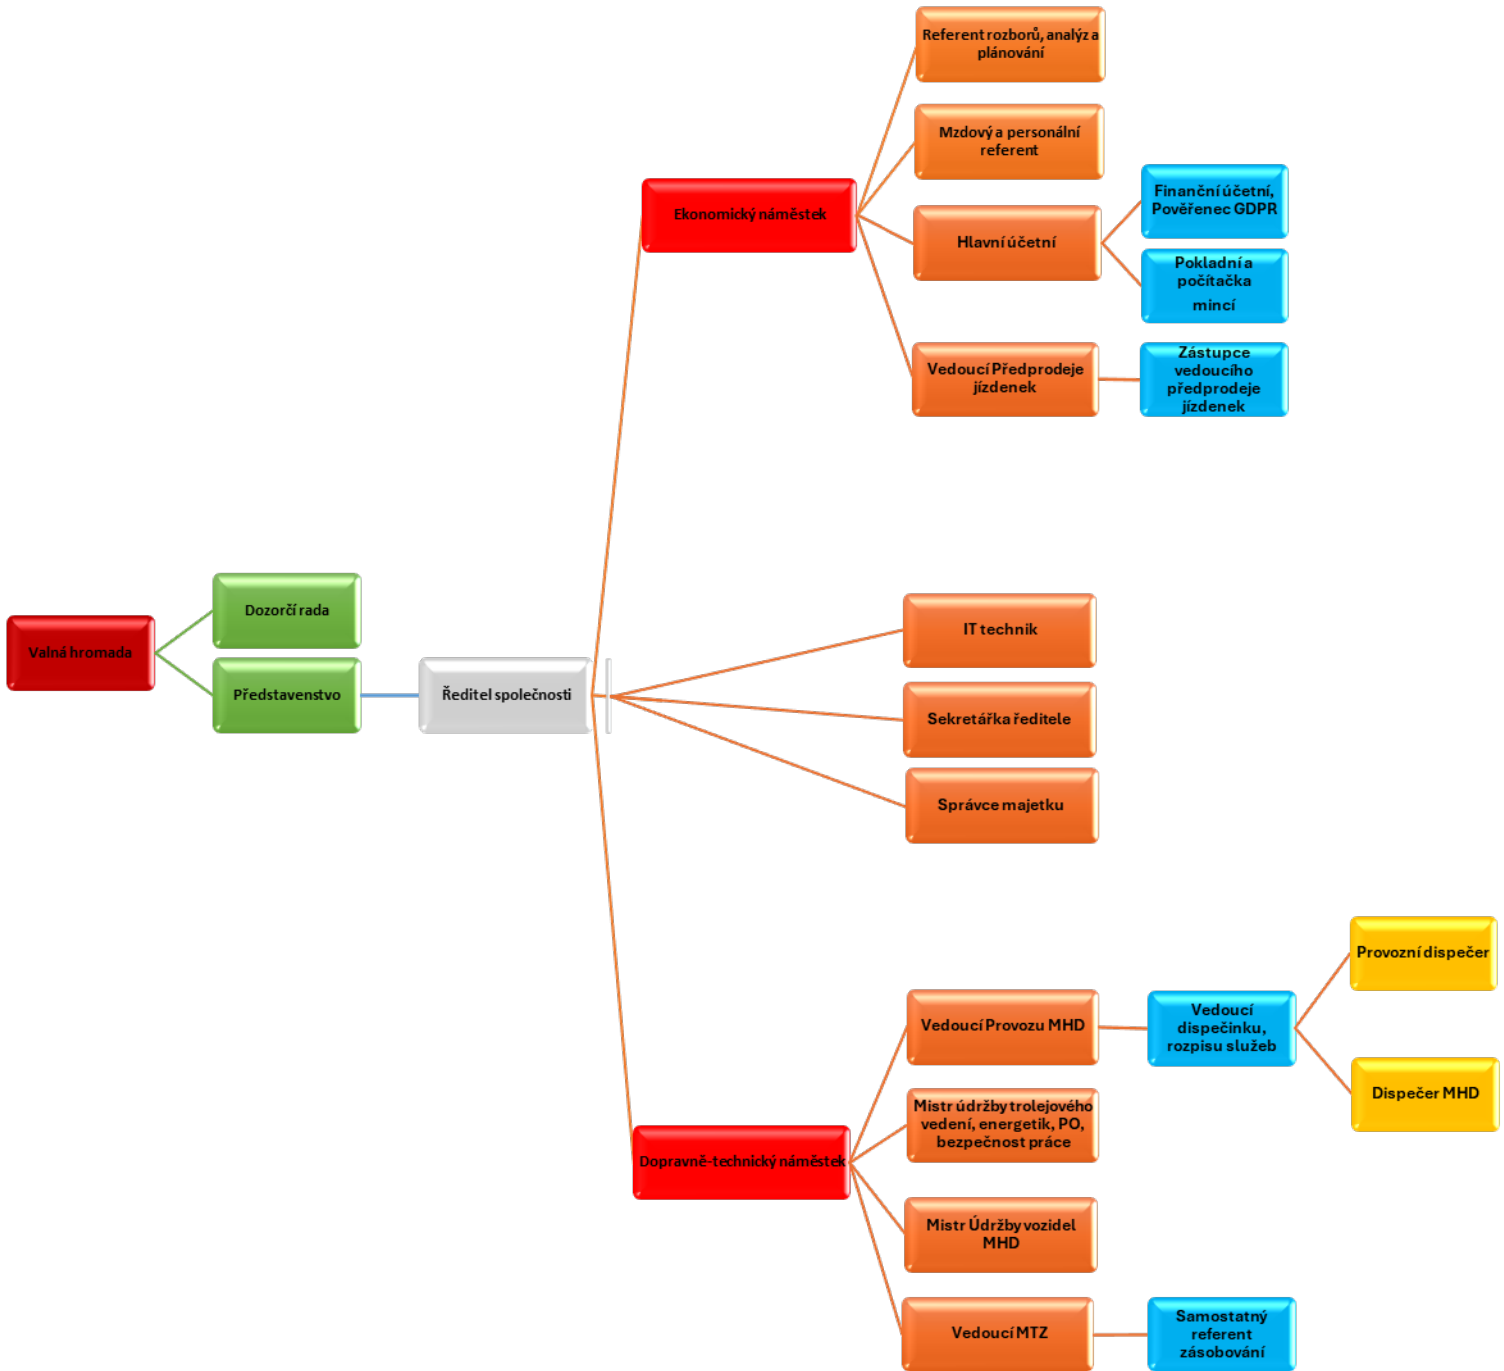 Referent rozborů, analýz a
plánování
Mzdový a personální
referent
Finanční účetní,
Pověřenec GDPR
Ekonomický náměstek
Hlavní účetní
Pokladní a
počítačka
mincí
Vedoucí Předprodeje
jízdenek
Zástupce
vedoucího
předprodeje
jízdenek
Dozorčí rada
Valná hromada
Představenstvo
Ředitel společnosti
IT technik
Sekretářka ředitele
Správce majetku
Provozní dispečer
Vedoucí Provozu MHD
Vedoucí
dispečinku,
rozpisu služeb
Dispečer MHD
Mistr údržby trolejového
vedení, energetik, PO,
bezpečnost práce
Dopravně-technický náměstek
Mistr Údržby vozidel
MHD
Vedoucí MTZ
Samostatný
referent
zásobování